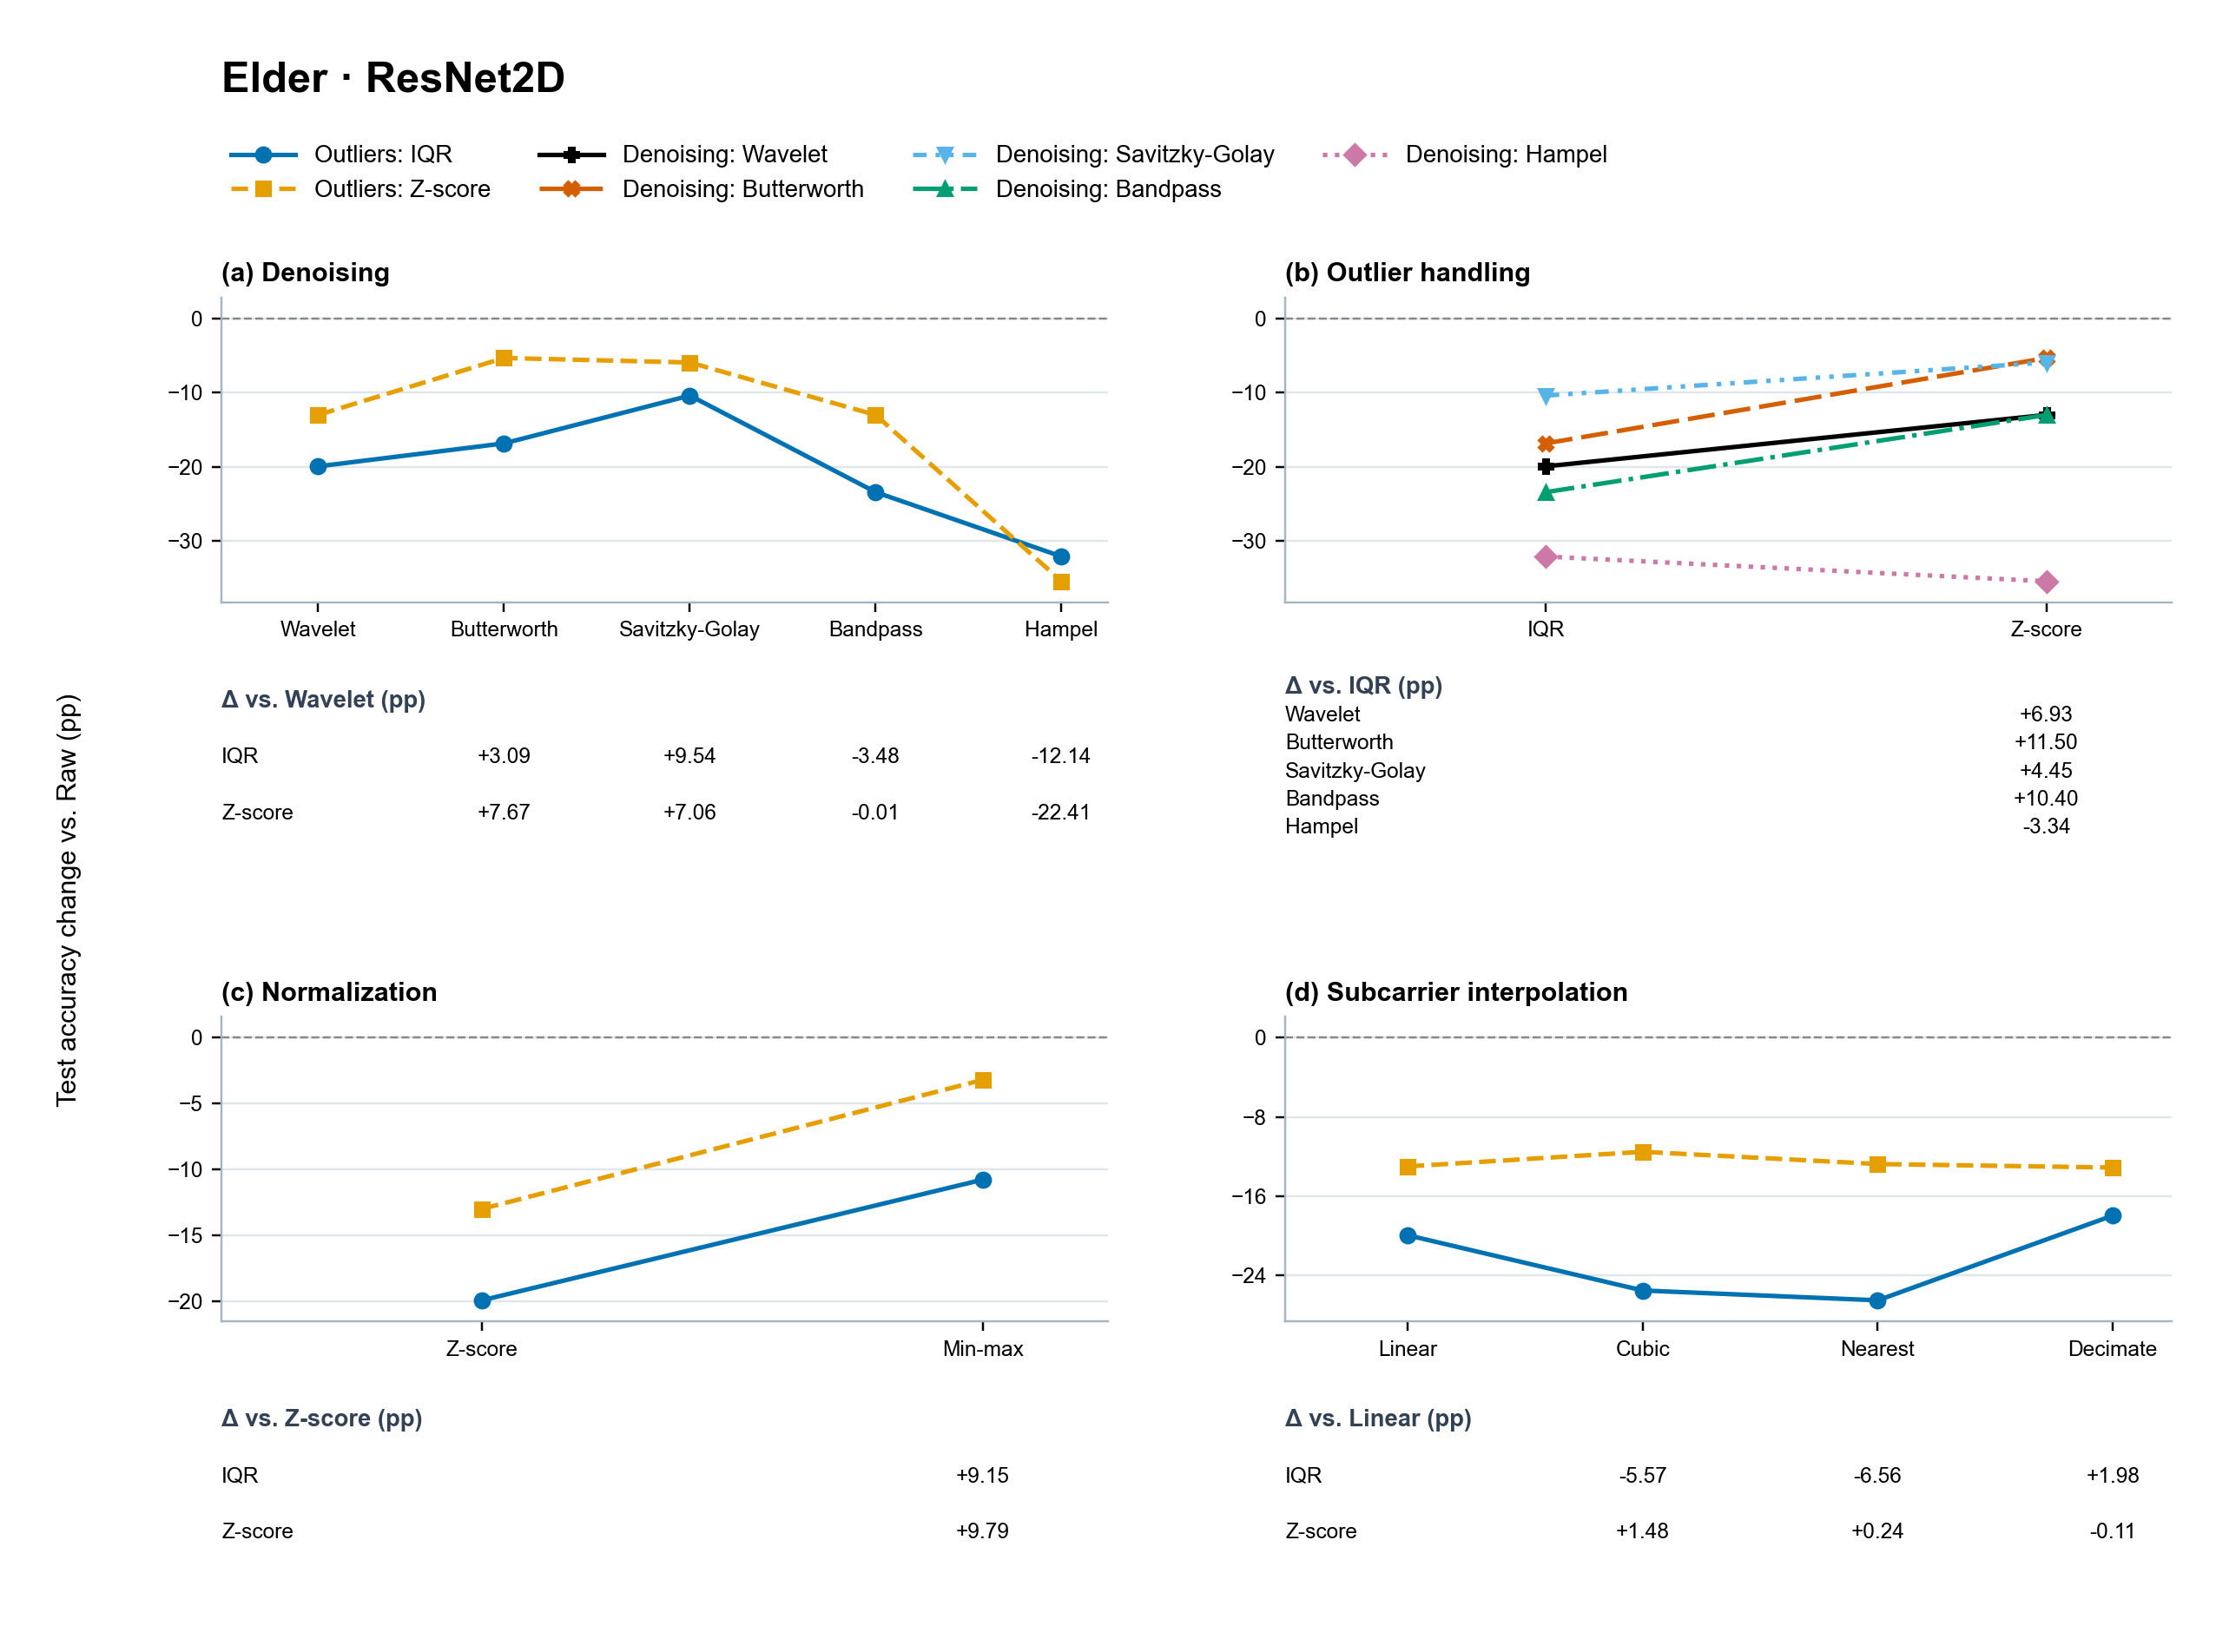 Elder · ResNet2D
Outliers: IQR
Outliers: Z-score
Denoising: Wavelet
Denoising: Butterworth
Denoising: Savitzky-Golay
Denoising: Bandpass
Denoising: Hampel
Test accuracy change vs. Raw (pp)
(a) Denoising
0
−10
−20
−30
Wavelet Butterworth Savitzky-Golay Bandpass Hampel
Δ vs. Wavelet (pp)
IQR +3.09 +9.54 -3.48 -12.14
Z-score +7.67 +7.06 -0.01 -22.41
(b) Outlier handling
0
−10
−20
−30
IQR Z-score
Δ vs. IQR (pp)
Wavelet +6.93
Butterworth +11.50
Savitzky-Golay +4.45
Bandpass +10.40
Hampel -3.34
(c) Normalization
0
−5
−10
−15
−20
Z-score Min-max
Δ vs. Z-score (pp)
IQR +9.15
Z-score +9.79
(d) Subcarrier interpolation
0
−8
−16
−24
Linear Cubic Nearest Decimate
Δ vs. Linear (pp)
IQR -5.57 -6.56 +1.98
Z-score +1.48 +0.24 -0.11